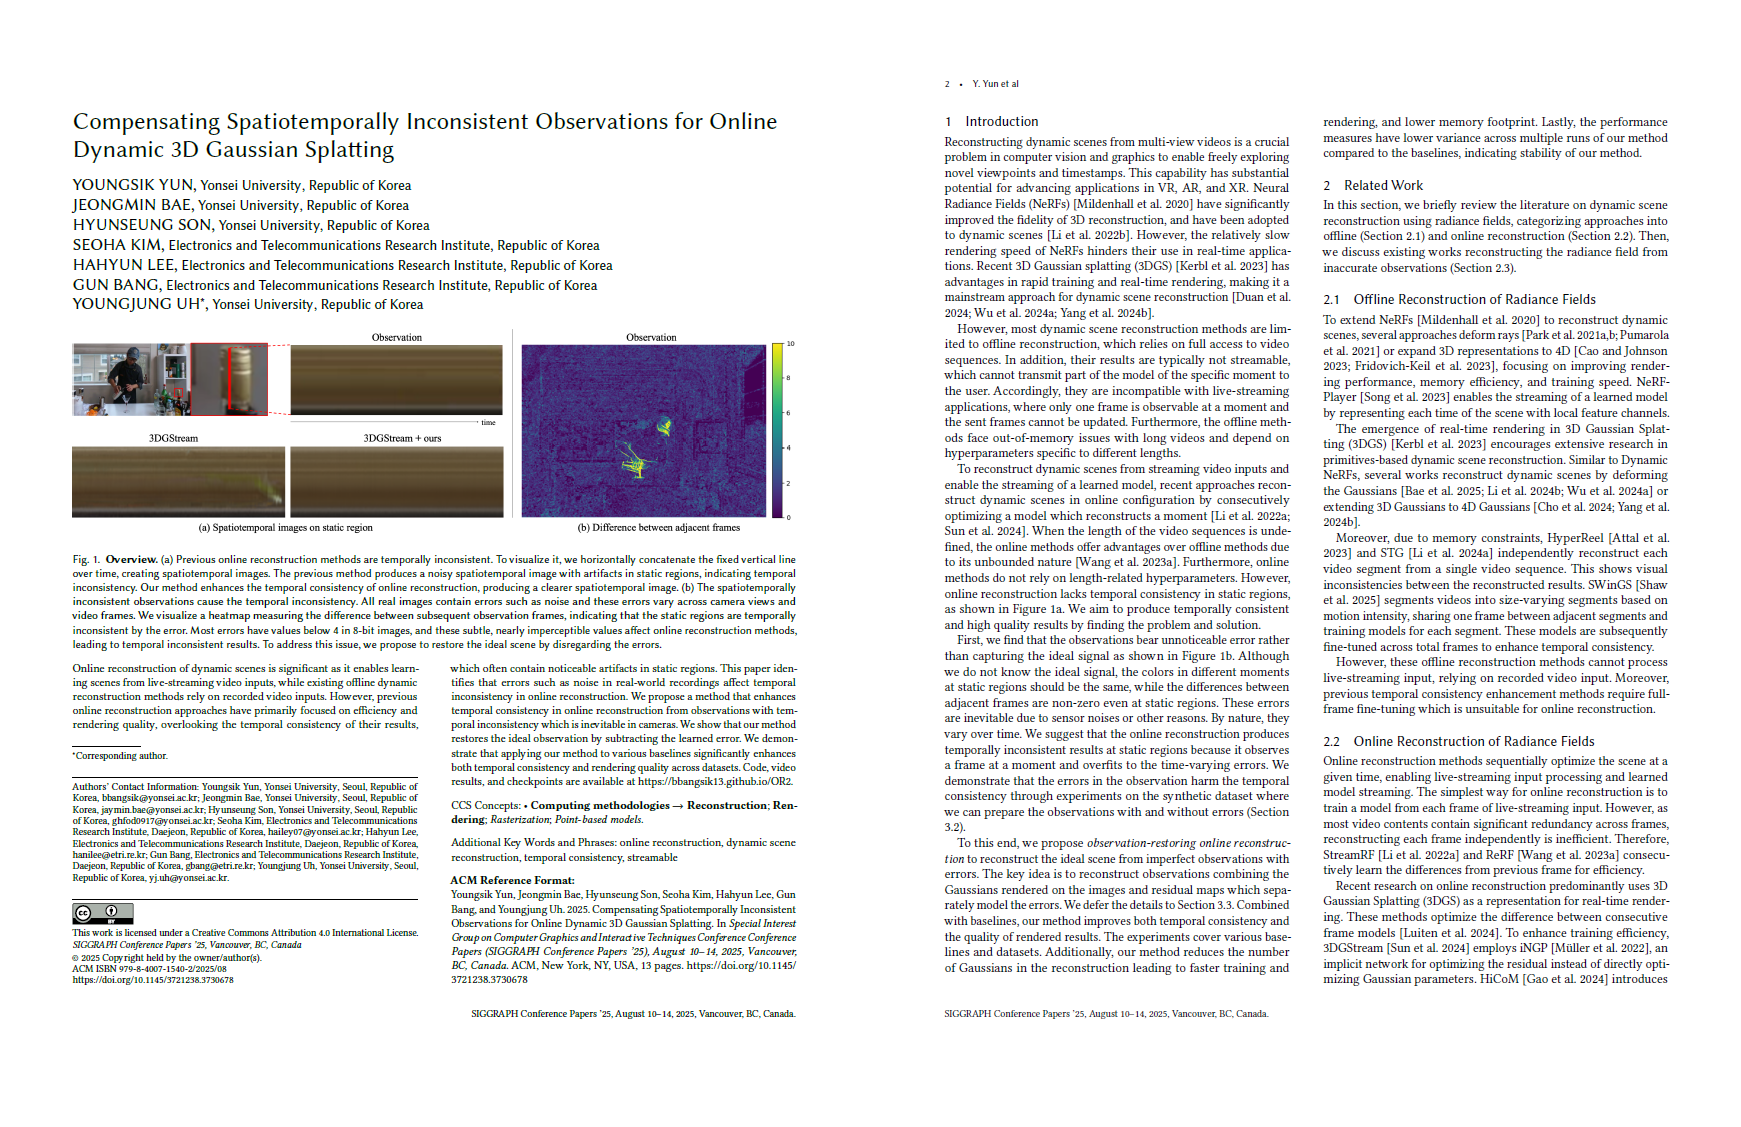 Compensating Spatiotemporally Inconsistent Observations for Online
Dynamic 3D Gaussian Splatting
YOUNGSIK YUN, Yonsei University, Republic of Korea
JEONGMIN BAE, Yonsei University, Republic of Korea
HYUNSEUNG SON, Yonsei University, Republic of Korea
SEOHA KIM, Electronics and Telecommunications Research Institute, Republic of Korea
HAHYUN LEE, Electronics and Telecommunications Research Institute, Republic of Korea
GUN BANG, Electronics and Telecommunications Research Institute, Republic of Korea
YOUNGJUNG UH*, Yonsei University, Republic of Korea
Observation
time
3DGStream
3DGStream + ours
(a) Spatiotemporal images on static region
Observation
10
8
6
4
2
0
(b) Difference between adjacent frames
Fig. 1. Overview. (a) Previous online reconstruction methods are temporally inconsistent. To visualize it, we horizontally concatenate the fixed vertical line
over time, creating spatiotemporal images. The previous method produces a noisy spatiotemporal image with artifacts in static regions, indicating temporal
inconsistency. Our method enhances the temporal consistency of online reconstruction, producing a clearer spatiotemporal image. (b) The spatiotemporally
inconsistent observations cause the temporal inconsistency. All real images contain errors such as noise and these errors vary across camera views and
video frames. We visualize a heatmap measuring the difference between subsequent observation frames, indicating that the static regions are temporally
inconsistent by the error. Most errors have values below 4 in 8-bit images, and these subtle, nearly imperceptible values affect online reconstruction methods,
leading to temporal inconsistent results. To address this issue, we propose to restore the ideal scene by disregarding the errors.
Online reconstruction of dynamic scenes is significant as it enables learn-
ing scenes from live-streaming video inputs, while existing offline dynamic
reconstruction methods rely on recorded video inputs. However, previous
online reconstruction approaches have primarily focused on efficiency and
rendering quality, overlooking the temporal consistency of their results,
*Corresponding author.
Authors' Contact Information: Youngsik Yun, Yonsei University, Seoul, Republic of
Korea, bbangsik@yonsei.ac.kr; Jeongmin Bae, Yonsei University, Seoul, Republic of
Korea, jaymin.bae@yonsei.ac.kr; Hyunseung Son, Yonsei University, Seoul, Republic
of Korea, ghfod0917@yonsei.ac.kr; Seoha Kim, Electronics and Telecommunications
Research Institute, Daejeon, Republic of Korea, hailey07@yonsei.ac.kr; Hahyun Lee,
Electronics and Telecommunications Research Institute, Daejeon, Republic of Korea,
hanilee@etri.re.kr; Gun Bang, Electronics and Telecommunications Research Institute,
Daejeon, Republic of Korea, gbang@etri.re.kr; Youngjung Uh, Yonsei University, Seoul,
Republic of Korea, yj.uh@yonsei.ac.kr.
cc BY
This work is licensed under a Creative Commons Attribution 4.0 International License.
SIGGRAPH Conference Papers '25, Vancouver, BC, Canada
© 2025 Copyright held by the owner/author(s).
ACM ISBN 979-8-4007-1540-2/2025/08
https://doi.org/10.1145/3721238.3730678
which often contain noticeable artifacts in static regions. This paper iden-
tifies that errors such as noise in real-world recordings affect temporal
inconsistency in online reconstruction. We propose a method that enhances
temporal consistency in online reconstruction from observations with tem-
poral inconsistency which is inevitable in cameras. We show that our method
restores the ideal observation by subtracting the learned error. We demon-
strate that applying our method to various baselines significantly enhances
both temporal consistency and rendering quality across datasets. Code, video
results, and checkpoints are available at https://bbangsik13.github.io/OR2.
CCS Concepts: • Computing methodologies → Reconstruction; Ren-
dering; Rasterization; Point-based models.
Additional Key Words and Phrases: online reconstruction, dynamic scene
reconstruction, temporal consistency, streamable
ACM Reference Format:
Youngsik Yun, Jeongmin Bae, Hyunseung Son, Seoha Kim, Hahyun Lee, Gun
Bang, and Youngjung Uh. 2025. Compensating Spatiotemporally Inconsistent
Observations for Online Dynamic 3D Gaussian Splatting. In Special Interest
Group on Computer Graphics and Interactive Techniques Conference Conference
Papers (SIGGRAPH Conference Papers '25), August 10–14, 2025, Vancouver,
BC, Canada. ACM, New York, NY, USA, 13 pages. https://doi.org/10.1145/
3721238.3730678
SIGGRAPH Conference Papers '25, August 10–14, 2025, Vancouver, BC, Canada.
2 • Y. Yun et al
1 Introduction
Reconstructing dynamic scenes from multi-view videos is a crucial
problem in computer vision and graphics to enable freely exploring
novel viewpoints and timestamps. This capability has substantial
potential for advancing applications in VR, AR, and XR. Neural
Radiance Fields (NeRFs) [Mildenhall et al. 2020] have significantly
improved the fidelity of 3D reconstruction, and have been adopted
to dynamic scenes [Li et al. 2022b]. However, the relatively slow
rendering speed of NeRFs hinders their use in real-time applica-
tions. Recent 3D Gaussian splatting (3DGS) [Kerbl et al. 2023] has
advantages in rapid training and real-time rendering, making it a
mainstream approach for dynamic scene reconstruction [Duan et al.
2024; Wu et al. 2024a; Yang et al. 2024b].
However, most dynamic scene reconstruction methods are lim-
ited to offline reconstruction, which relies on full access to video
sequences. In addition, their results are typically not streamable,
which cannot transmit part of the model of the specific moment to
the user. Accordingly, they are incompatible with live-streaming
applications, where only one frame is observable at a moment and
the sent frames cannot be updated. Furthermore, the offline meth-
ods face out-of-memory issues with long videos and depend on
hyperparameters specific to different lengths.
To reconstruct dynamic scenes from streaming video inputs and
enable the streaming of a learned model, recent approaches recon-
struct dynamic scenes in online configuration by consecutively
optimizing a model which reconstructs a moment [Li et al. 2022a;
Sun et al. 2024]. When the length of the video sequences is unde-
fined, the online methods offer advantages over offline methods due
to its unbounded nature [Wang et al. 2023a]. Furthermore, online
methods do not rely on length-related hyperparameters. However,
online reconstruction lacks temporal consistency in static regions,
as shown in Figure 1a. We aim to produce temporally consistent
and high quality results by finding the problem and solution.
First, we find that the observations bear unnoticeable error rather
than capturing the ideal signal as shown in Figure 1b. Although
we do not know the ideal signal, the colors in different moments
at static regions should be the same, while the differences between
adjacent frames are non-zero even at static regions. These errors
are inevitable due to sensor noises or other reasons. By nature, they
vary over time. We suggest that the online reconstruction produces
temporally inconsistent results at static regions because it observes
a frame at a moment and overfits to the time-varying errors. We
demonstrate that the errors in the observation harm the temporal
consistency through experiments on the synthetic dataset where
we can prepare the observations with and without errors (Section
3.2).
To this end, we propose observation-restoring online reconstruc-
tion to reconstruct the ideal scene from imperfect observations with
errors. The key idea is to reconstruct observations combining the
Gaussians rendered on the images and residual maps which sepa-
rately model the errors. We defer the details to Section 3.3. Combined
with baselines, our method improves both temporal consistency and
the quality of rendered results. The experiments cover various base-
lines and datasets. Additionally, our method reduces the number
of Gaussians in the reconstruction leading to faster training and
rendering, and lower memory footprint. Lastly, the performance
measures have lower variance across multiple runs of our method
compared to the baselines, indicating stability of our method.
2 Related Work
In this section, we briefly review the literature on dynamic scene
reconstruction using radiance fields, categorizing approaches into
offline (Section 2.1) and online reconstruction (Section 2.2). Then,
we discuss existing works reconstructing the radiance field from
inaccurate observations (Section 2.3).
2.1 Offline Reconstruction of Radiance Fields
To extend NeRFs [Mildenhall et al. 2020] to reconstruct dynamic
scenes, several approaches deform rays [Park et al. 2021a,b; Pumarola
et al. 2021] or expand 3D representations to 4D [Cao and Johnson
2023; Fridovich-Keil et al. 2023], focusing on improving render-
ing performance, memory efficiency, and training speed. NeRF-
Player [Song et al. 2023] enables the streaming of a learned model
by representing each time of the scene with local feature channels.
The emergence of real-time rendering in 3D Gaussian Splat-
ting (3DGS) [Kerbl et al. 2023] encourages extensive research in
primitives-based dynamic scene reconstruction. Similar to Dynamic
NeRFs, several works reconstruct dynamic scenes by deforming
the Gaussians [Bae et al. 2025; Li et al. 2024b; Wu et al. 2024a] or
extending 3D Gaussians to 4D Gaussians [Cho et al. 2024; Yang et al.
2024b].
Moreover, due to memory constraints, HyperReel [Attal et al.
2023] and STG [Li et al. 2024a] independently reconstruct each
video segment from a single video sequence. This shows visual
inconsistencies between the reconstructed results. SWinGS [Shaw
et al. 2025] segments videos into size-varying segments based on
motion intensity, sharing one frame between adjacent segments and
training models for each segment. These models are subsequently
fine-tuned across total frames to enhance temporal consistency.
However, these offline reconstruction methods cannot process
live-streaming input, relying on recorded video input. Moreover,
previous temporal consistency enhancement methods require full-
frame fine-tuning which is unsuitable for online reconstruction.
2.2 Online Reconstruction of Radiance Fields
Online reconstruction methods sequentially optimize the scene at a
given time, enabling live-streaming input processing and learned
model streaming. The simplest way for online reconstruction is to
train a model from each frame of live-streaming input. However, as
most video contents contain significant redundancy across frames,
reconstructing each frame independently is inefficient. Therefore,
StreamRF [Li et al. 2022a] and ReRF [Wang et al. 2023a] consecu-
tively learn the differences from previous frame for efficiency.
Recent research on online reconstruction predominantly uses 3D
Gaussian Splatting (3DGS) as a representation for real-time render-
ing. These methods optimize the difference between consecutive
frame models [Luiten et al. 2024]. To enhance training efficiency,
3DGStream [Sun et al. 2024] employs iNGP [Müller et al. 2022], an
implicit network for optimizing the residual instead of directly opti-
mizing Gaussian parameters. HiCoM [Gao et al. 2024] introduces
SIGGRAPH Conference Papers '25, August 10–14, 2025, Vancouver, BC, Canada.